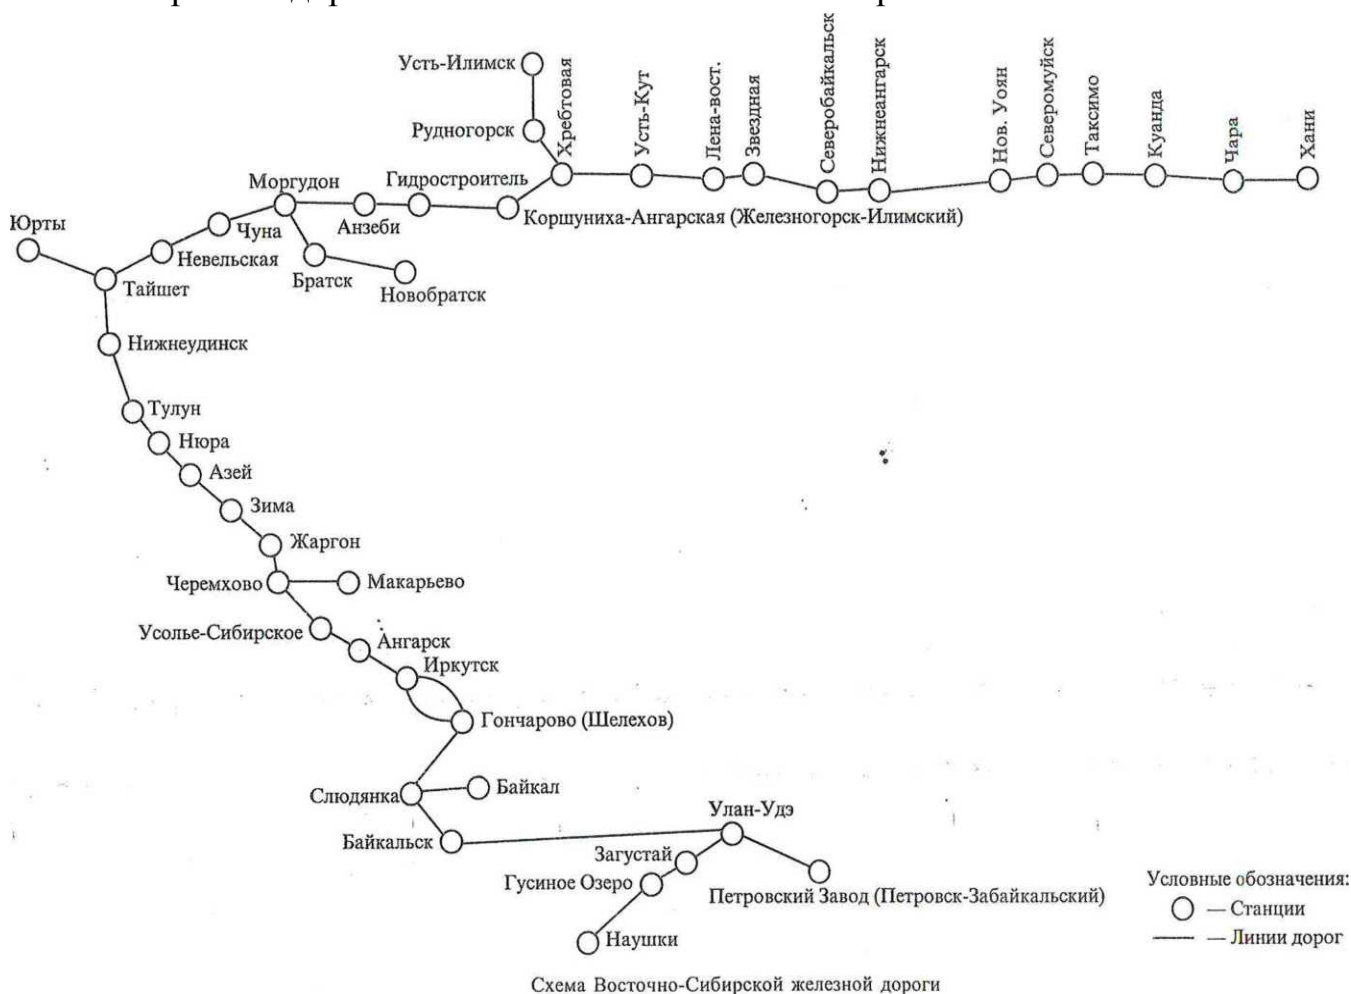 Усть-Илимск
Рудногорск
Хребтовая
Усть-Кут
Лена-вост.
Звездная
Северобайкальск
Нижнеангарск
Нов. Уоян
Северомуйск
Таксимо
Куанда
Чара
Хани
Моргудон
Гидростроитель
Юрты
Чуна
Анзеби
Коршуниха-Ангарская (Железногорск-Илимский)
Невельская
Братск
Новобратск
Тайшет
Нижнеудинск
Тулун
Нюра
Азей
Зима
Жаргон
Черемхово
Макарьево
Усолье-Сибирское
Ангарск
Иркутск
Гончарово (Шелехов)
Слюдянка
Байкал
Байкальск
Улан-Удэ
Загустай
Гусиное Озеро
Петровский Завод (Петровск-Забайкальский)
Наушки
Условные обозначения:
— Станции
— Линии дорог
Схема Восточно-Сибирской железной дороги